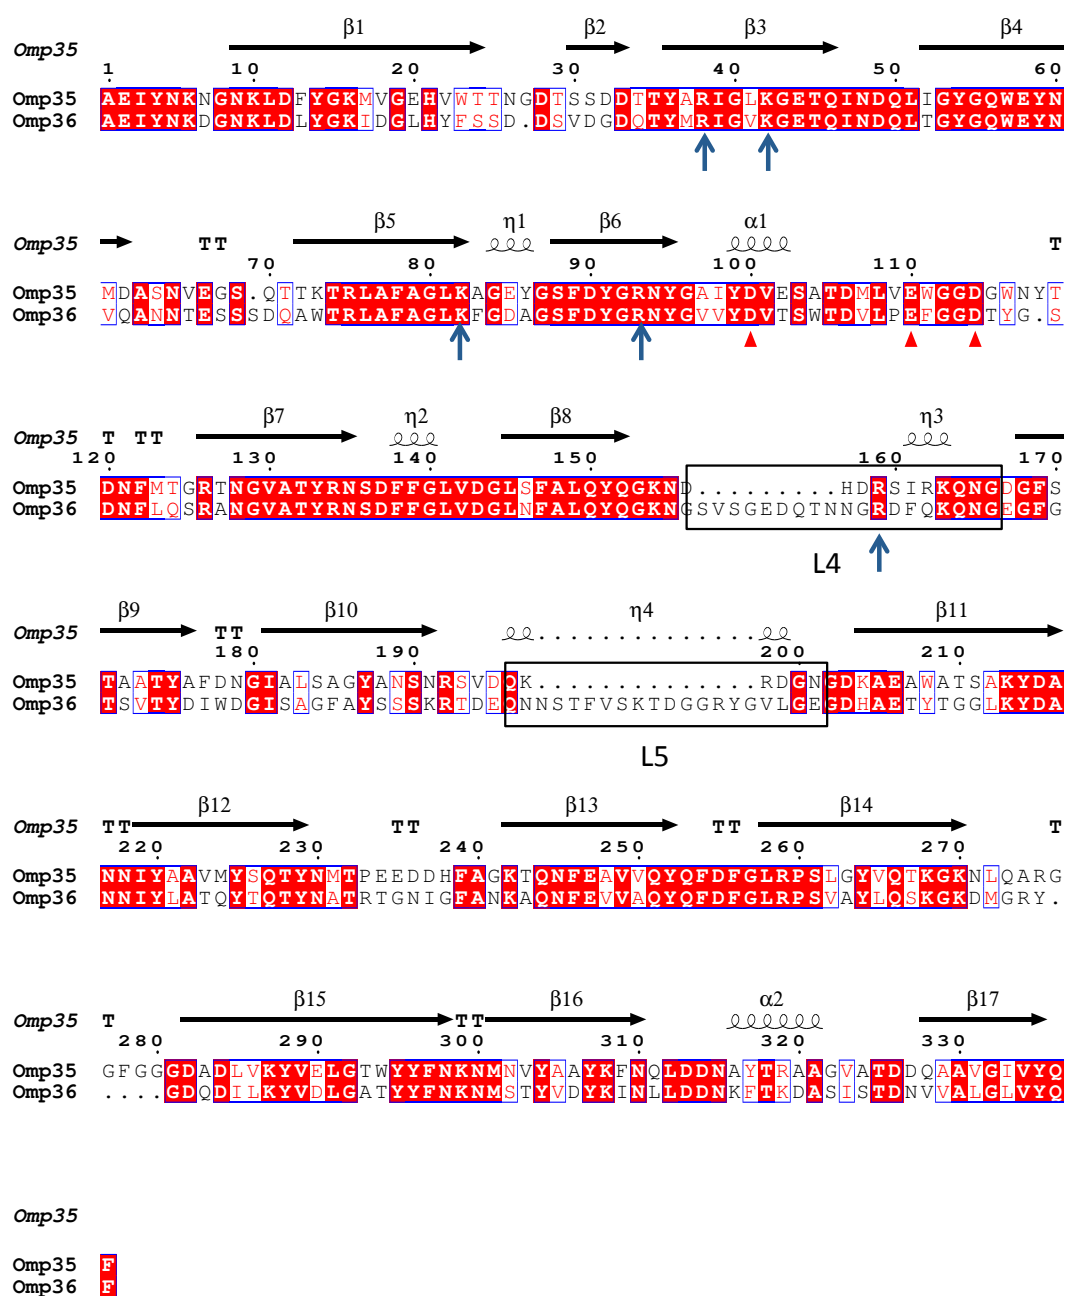 β1 β2 β3 β4
Omp35
1 10 20 30 40 50 60
Omp35 AEIYNKNGNKLDFYGKMVGEHVWTTNGDTSSDDTTYARIGLKGETQINDQLIGYGQWEYN
Omp36 AEIYNKDGNKLDLYGKIDGLHYFSSD.DSVDGDQTYMRIGVKGETQINDQLTGYGQWEYN
β5 η1 β6 α1
Omp35 TT T
70 80 90 100 110
Omp35 MDASNVEGS.QTTKTRLAFAGLKAGEYGSFDYGRNYGAIYDVESATDMLVEWGGDGWNYT
Omp36 VQANNTESSSDQAWTRLAFAGLKFGDAGSFDYGRNYGVVYDVTSWTDVLPEFGGDTYG.S
β7 η2 β8 η3
Omp35 T TT
120 130 140 150 160 170
Omp35 DNFMTGRTNGVATYRNSDFFGLVDGLSFALQYQGKND.........HDRSIRKQNGDGFS
Omp36 DNFLQSRANGVATYRNSDFFGLVDGLNFALQYQGKNGSVSGEDQTNNGRDFQKQNGEGFG
L4
β9 β10 η4 β11
Omp35 TT ..............
180 190 200 210
Omp35 TAATYAFDNGIALSAGYANSNRSVDQK..............RDGNGDKAEAWATSAKYDA
Omp36 TSVTYDIWDGISAGFAYSSSKRTDEQNNSTFVSKTDGGRYGVLGEGDHAETYTGGLKYDA
L5
β12 β13 β14
Omp35 TT TT TT T
220 230 240 250 260 270
Omp35 NNIYLAAVMYSQTYNMTPEEDDHFAGKTQNFEAVVQYQFDFGLRPSLGYVQTKGKNLQARG
Omp36 NNIYLATQYTQTYNATRTGNIGFANKAQNFEVVAQYQFDFGLRPSVAYLQSKGKDMGRY.
β15 β16 α2 β17
Omp35 T TT
280 290 300 310 320 330
Omp35 GFGGGDADLVKYVELGTWYYFNKNMNVYAAYKFNQLDDNAYTRAAGVATDDQAAVGIVYQ
Omp36 ....GDQDILKYVDLGATYYFNKNMSTYVDYKINLLDDNKFTKDASISTDNVVALGLVYQ
Omp35
Omp35 F
Omp36 F